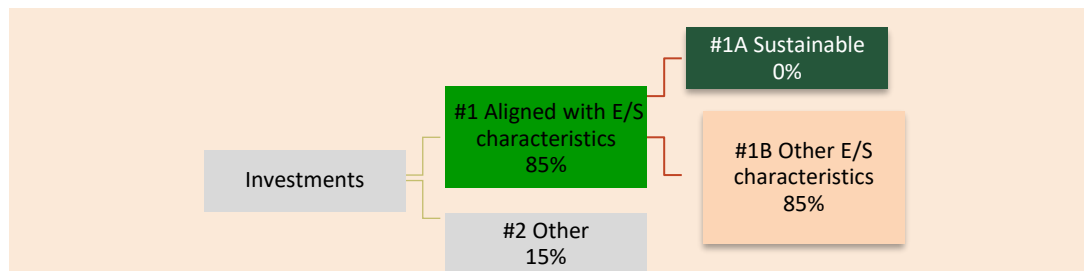 Investments
#1 Aligned with E/S
characteristics
85%
#2 Other
15%
#1A Sustainable
0%
#1B Other E/S
characteristics
85%